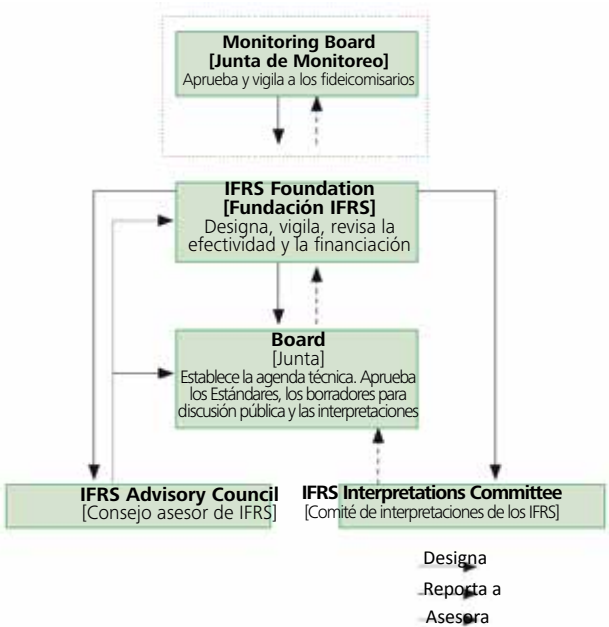 Monitoring Board
[Junta de Monitoreo]
Aprueba y vigila a los fideicomisarios
IFRS Foundation
[Fundación IFRS]
Designa, vigila, revisa la
efectividad y la financiación
Board
[Junta]
Establece la agenda técnica. Aprueba
los Estándares, los borradores para
discusión pública y las interpretaciones
IFRS Advisory Council
[Consejo asesor de IFRS]
IFRS Interpretations Committee
[Comité de interpretaciones de los IFRS]
Designa
Reporta a
Asesora